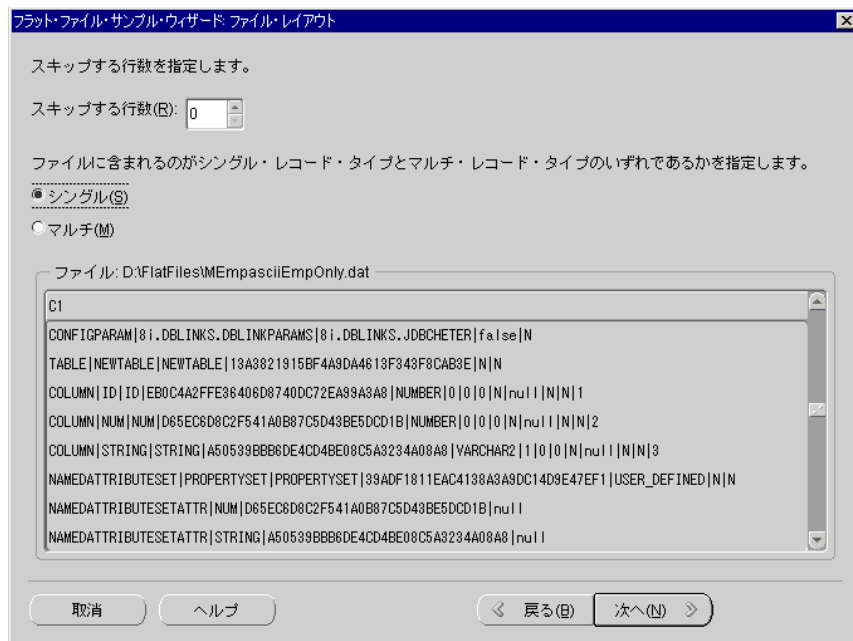 フラット・ファイル・サンプル・ウィザード: ファイル・レイアウト
スキップする行数を指定します。
スキップする行数(R): 0
ファイルに含まれるのがシングル・レコード・タイプとマルチ・レコード・タイプのいずれであるかを指定します。
シングル(S)
マルチ(M)
ファイル: D:\FlatFiles\MEmpasciiEmpOnly.dat
C1
CONFIGPARAM|8i.DBLINKS.DBLINKPARAMS|8i.DBLINKS.JDBCHETER|false|N
TABLE|NEWTABLE|NEWTABLE|13A3821915BF4A9DA4613F343F8CAB3E|N|N
COLUMN|ID|ID|EB0C4A2FFE36406D8740DC72EA99A3A8|NUMBER|0|0|0|N|null|N|N|1
COLUMN|NUM|NUM|D65EC6D8C2F541A0B87C5D43BE5DCD1B|NUMBER|0|0|0|N|null|N|N|2
COLUMN|STRING|STRING|A50539BBB6DE4CD4BE08C5A3234A08A8|VARCHAR2|1|0|0|N|null|N|N|3
NAMEDATTRIBUTESET|PROPERTYSET|PROPERTYSET|39ADF1811EAC4138A3A9DC14D9E47EF1|USER_DEFINED|N|N
NAMEDATTRIBUTESETATTR|NUM|D65EC6D8C2F541A0B87C5D43BE5DCD1B|null
NAMEDATTRIBUTESETATTR|STRING|A50539BBB6DE4CD4BE08C5A3234A08A8|null
取消 ヘルプ 戻る(B) 次へ(N)